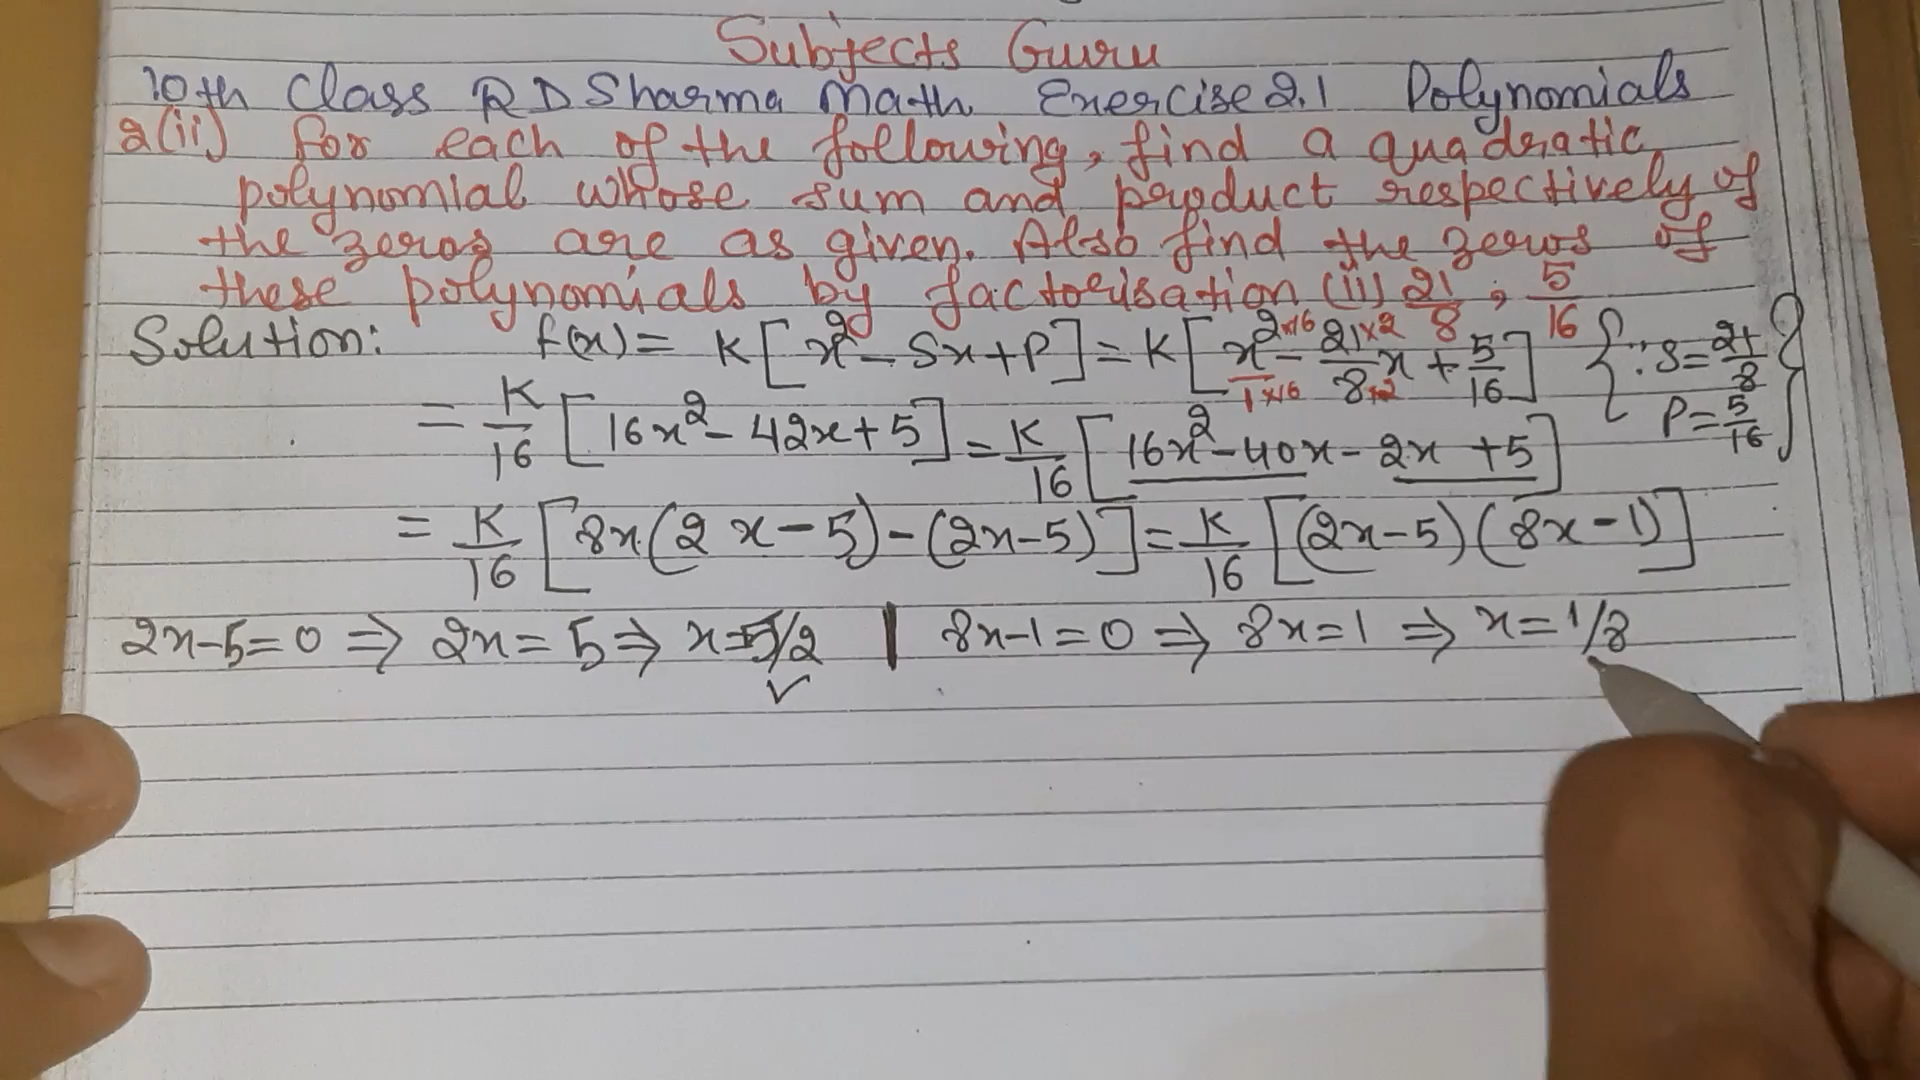 Subjects Guru
10th Class RD Sharma Math Exercise 2.1 Polynomials
2(ii) for each of the following, find a quadratic
polynomial whose sum and product respectively of
the zeros are as given. Also find the zeros of
these polynomials by factorisation (ii) 21/8 , 5/16
Solution: f(x) = K[x² - Sx + P] = K[x²×16/1×16 - 21×2/8×2 x + 5/16] {∵ S = 21/8
P = 5/16}
= K/16 [16x² - 42x + 5] = K/16 [16x² - 40x - 2x + 5]
= K/16 [8x(2x - 5) - (2x - 5)] = K/16 [(2x - 5)(8x - 1)]
2x - 5 = 0 ⇒ 2x = 5 ⇒ x = 5/2 | 8x - 1 = 0 ⇒ 8x = 1 ⇒ x = 1/8